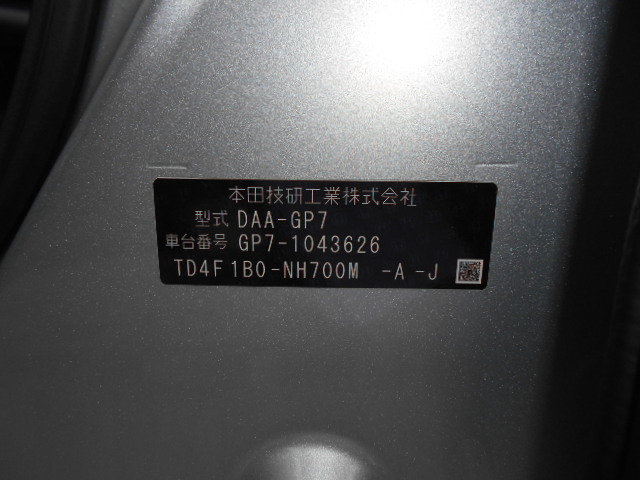 本田技研工業株式会社
型式 DAA-GP7
車台番号 GP7-1043626
TD4F1B0-NH700M -A -J